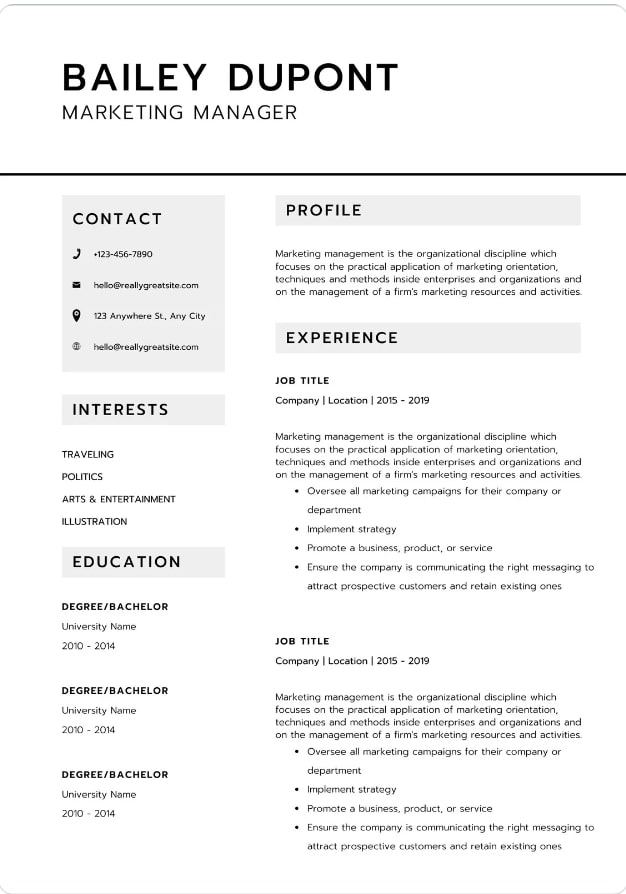 BAILEY DUPONT
MARKETING MANAGER
CONTACT
+123-456-7890
hello@reallygreatsite.com
123 Anywhere St., Any City
hello@reallygreatsite.com
INTERESTS
TRAVELING
POLITICS
ARTS & ENTERTAINMENT
ILLUSTRATION
EDUCATION
DEGREE/BACHELOR
University Name
2010 - 2014
DEGREE/BACHELOR
University Name
2010 - 2014
DEGREE/BACHELOR
University Name
2010 - 2014
PROFILE
Marketing management is the organizational discipline which
focuses on the practical application of marketing orientation,
techniques and methods inside enterprises and organizations and
on the management of a firm's marketing resources and activities.
EXPERIENCE
JOB TITLE
Company | Location | 2015 - 2019
Marketing management is the organizational discipline which
focuses on the practical application of marketing orientation,
techniques and methods inside enterprises and organizations and
on the management of a firm's marketing resources and activities.
• Oversee all marketing campaigns for their company or
department
• Implement strategy
• Promote a business, product, or service
• Ensure the company is communicating the right messaging to
attract prospective customers and retain existing ones
JOB TITLE
Company | Location | 2015 - 2019
Marketing management is the organizational discipline which
focuses on the practical application of marketing orientation,
techniques and methods inside enterprises and organizations and
on the management of a firm's marketing resources and activities.
• Oversee all marketing campaigns for their company or
department
• Implement strategy
• Promote a business, product, or service
• Ensure the company is communicating the right messaging to
attract prospective customers and retain existing ones